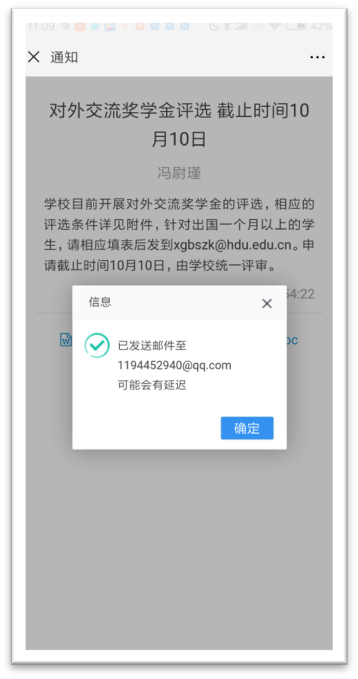 11:09
42%
通知
对外交流奖学金评选 截止时间10
月10日
冯尉瑾
学校目前开展对外交流奖学金的评选，相应的
评选条件详见附件，针对出国一个月以上的学
生，请相应填表后发到xgbszk@hdu.edu.cn。申
请截止时间10月10日，由学校统一评审。
54:22
信息
oc
已发送邮件至
1194452940@qq.com
可能会有延迟
确定